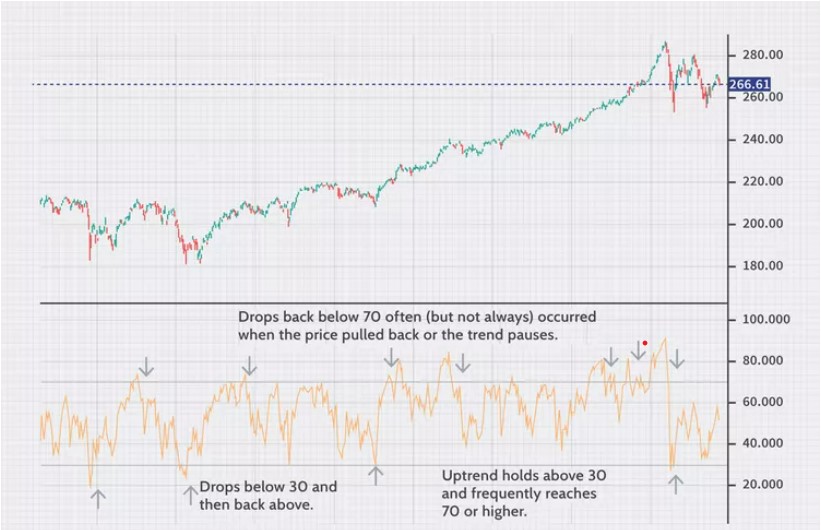 280.00
266.61
260.00
240.00
220.00
200.00
180.00
Drops back below 70 often (but not always) occurred
when the price pulled back or the trend pauses.
100.000
80.000
60.000
40.000
20.000
Drops below 30 and
then back above.
Uptrend holds above 30
and frequently reaches
70 or higher.